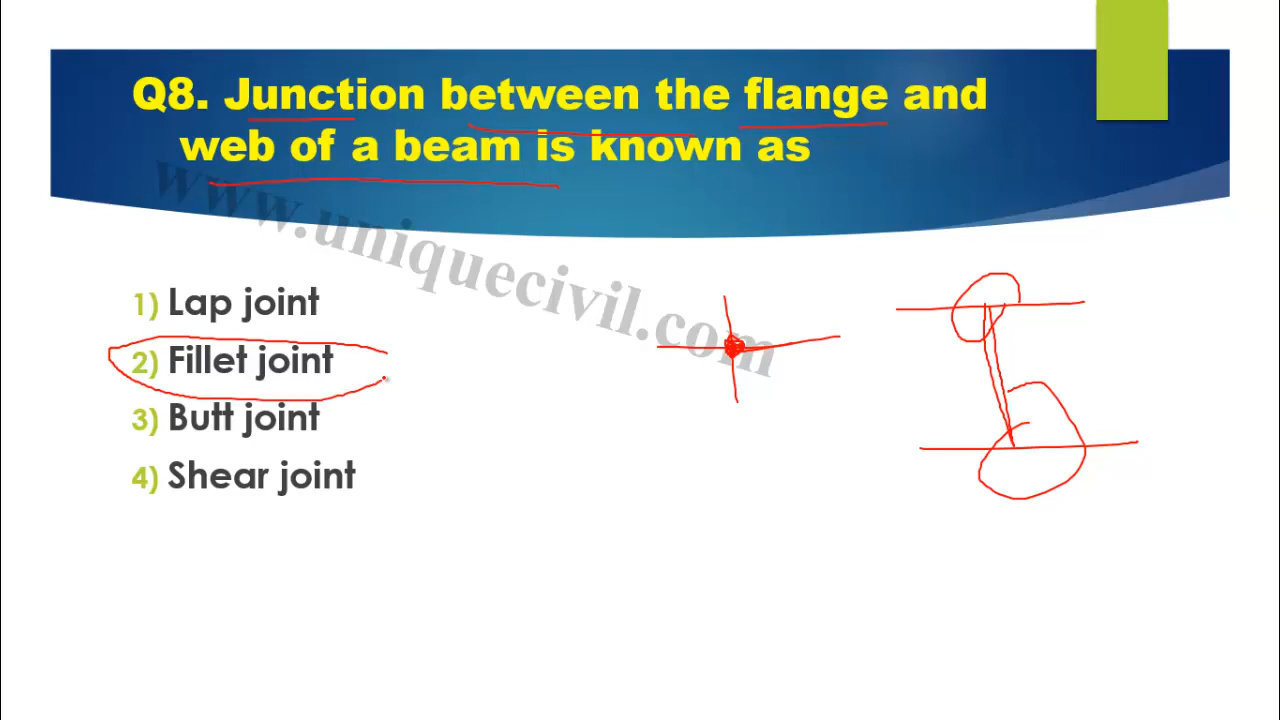 Q8. Junction between the flange and
web of a beam is known as
www.uniquecivil.com
1) Lap joint
2) Fillet joint
3) Butt joint
4) Shear joint